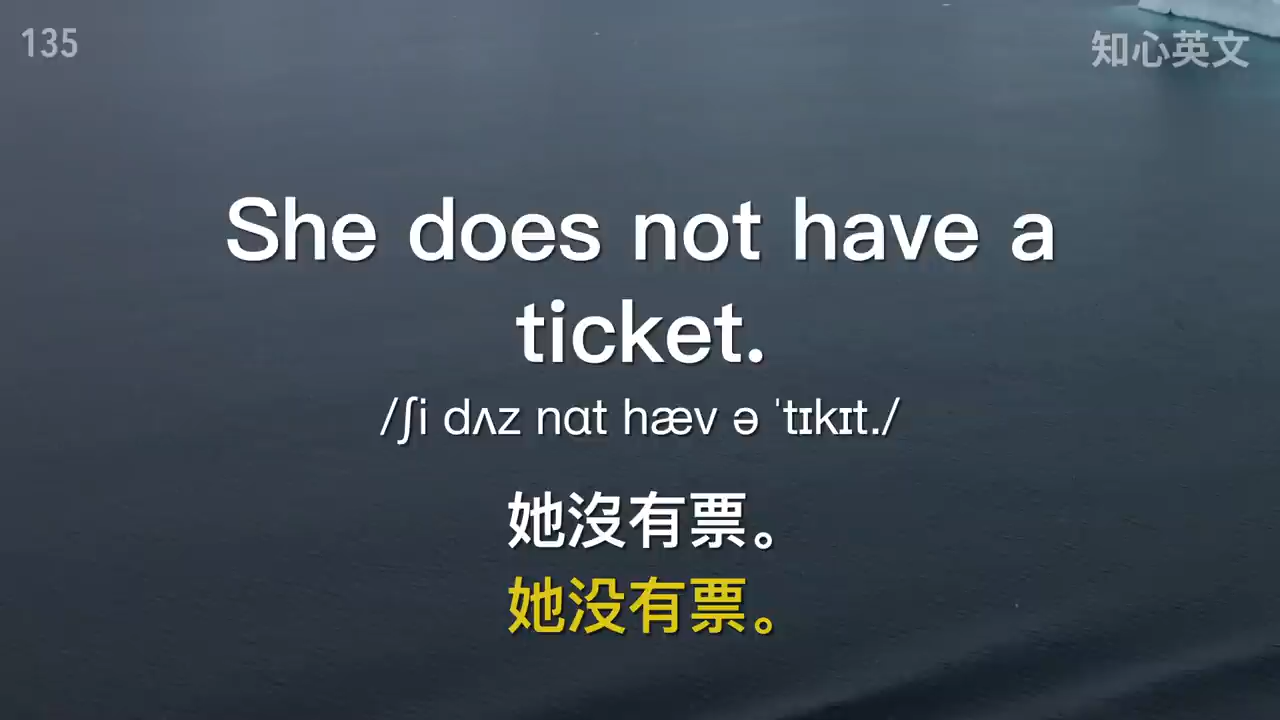 135
知心英文
She does not have a
ticket.
/ʃi dʌz nɑt hæv ə ˈtɪkɪt./
她沒有票。
她没有票。